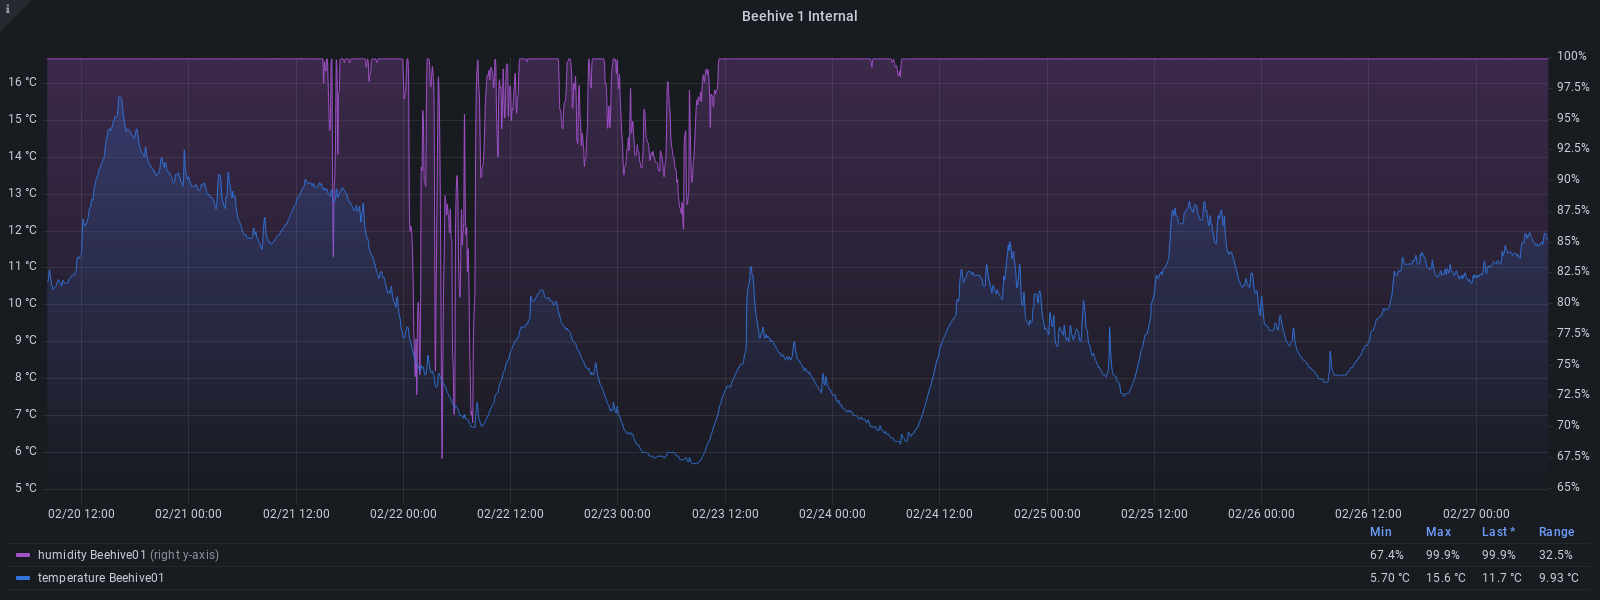 i
Beehive 1 Internal
16 °C
15 °C
14 °C
13 °C
12 °C
11 °C
10 °C
9 °C
8 °C
7 °C
6 °C
5 °C
100%
97.5%
95%
92.5%
90%
87.5%
85%
82.5%
80%
77.5%
75%
72.5%
70%
67.5%
65%
02/20 12:00 02/21 00:00 02/21 12:00 02/22 00:00 02/22 12:00 02/23 00:00 02/23 12:00 02/24 00:00 02/24 12:00 02/25 00:00 02/25 12:00 02/26 00:00 02/26 12:00 02/27 00:00
Min Max Last * Range
humidity Beehive01 (right y-axis) 67.4% 99.9% 99.9% 32.5%
temperature Beehive01 5.70 °C 15.6 °C 11.7 °C 9.93 °C